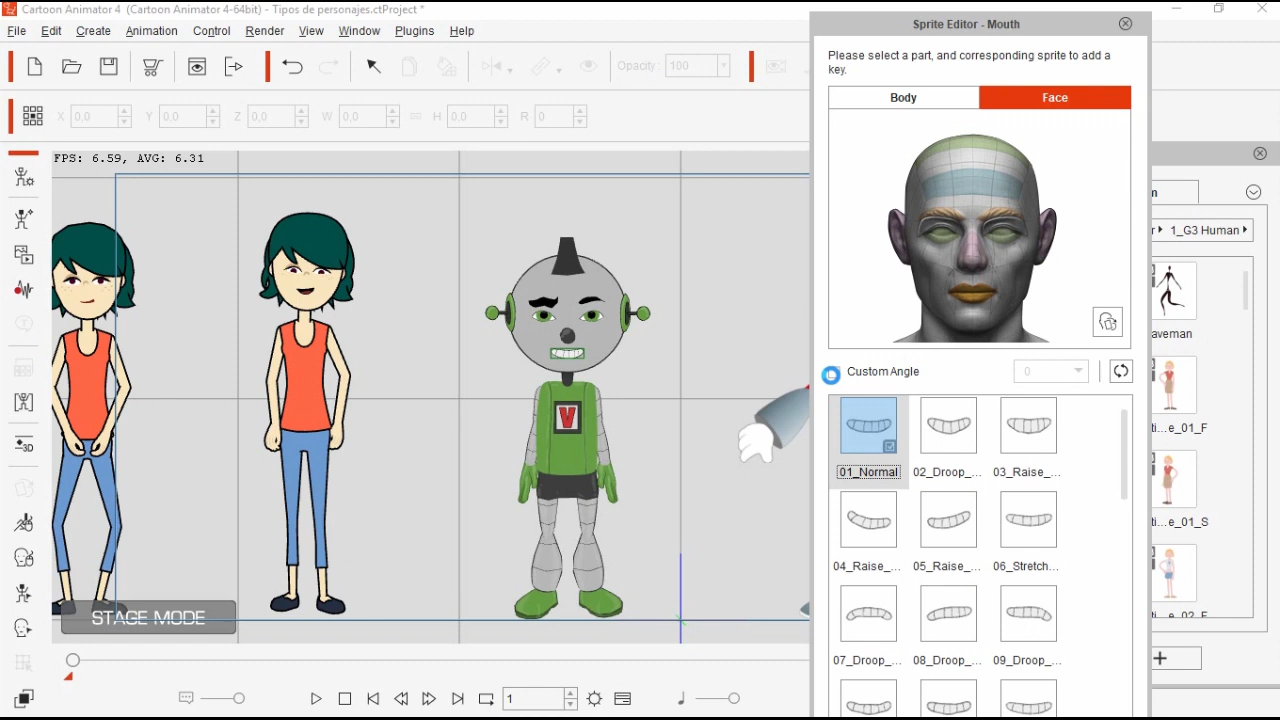 Cartoon Animator 4 (Cartoon Animator 4-64bit) - Tipos de personajes.ctProject *
File Edit Create Animation Control Render View Window Plugins Help
Opacity : 100
X 0,0 Y 0,0 Z 0,0 W 0,0 H 0,0 R 0
FPS: 6.59, AVG: 6.31
V
STAGE MODE
3D
1
Sprite Editor - Mouth
Please select a part, and corresponding sprite to add a
key.
Body Face
Custom Angle 0
01_Normal 02_Droop_... 03_Raise_...
04_Raise_... 05_Raise_... 06_Stretch...
07_Droop_... 08_Droop_... 09_Droop_...
1_G3 Human
aveman
ti...e_01_F
ti...e_01_S
ti...e_02_F